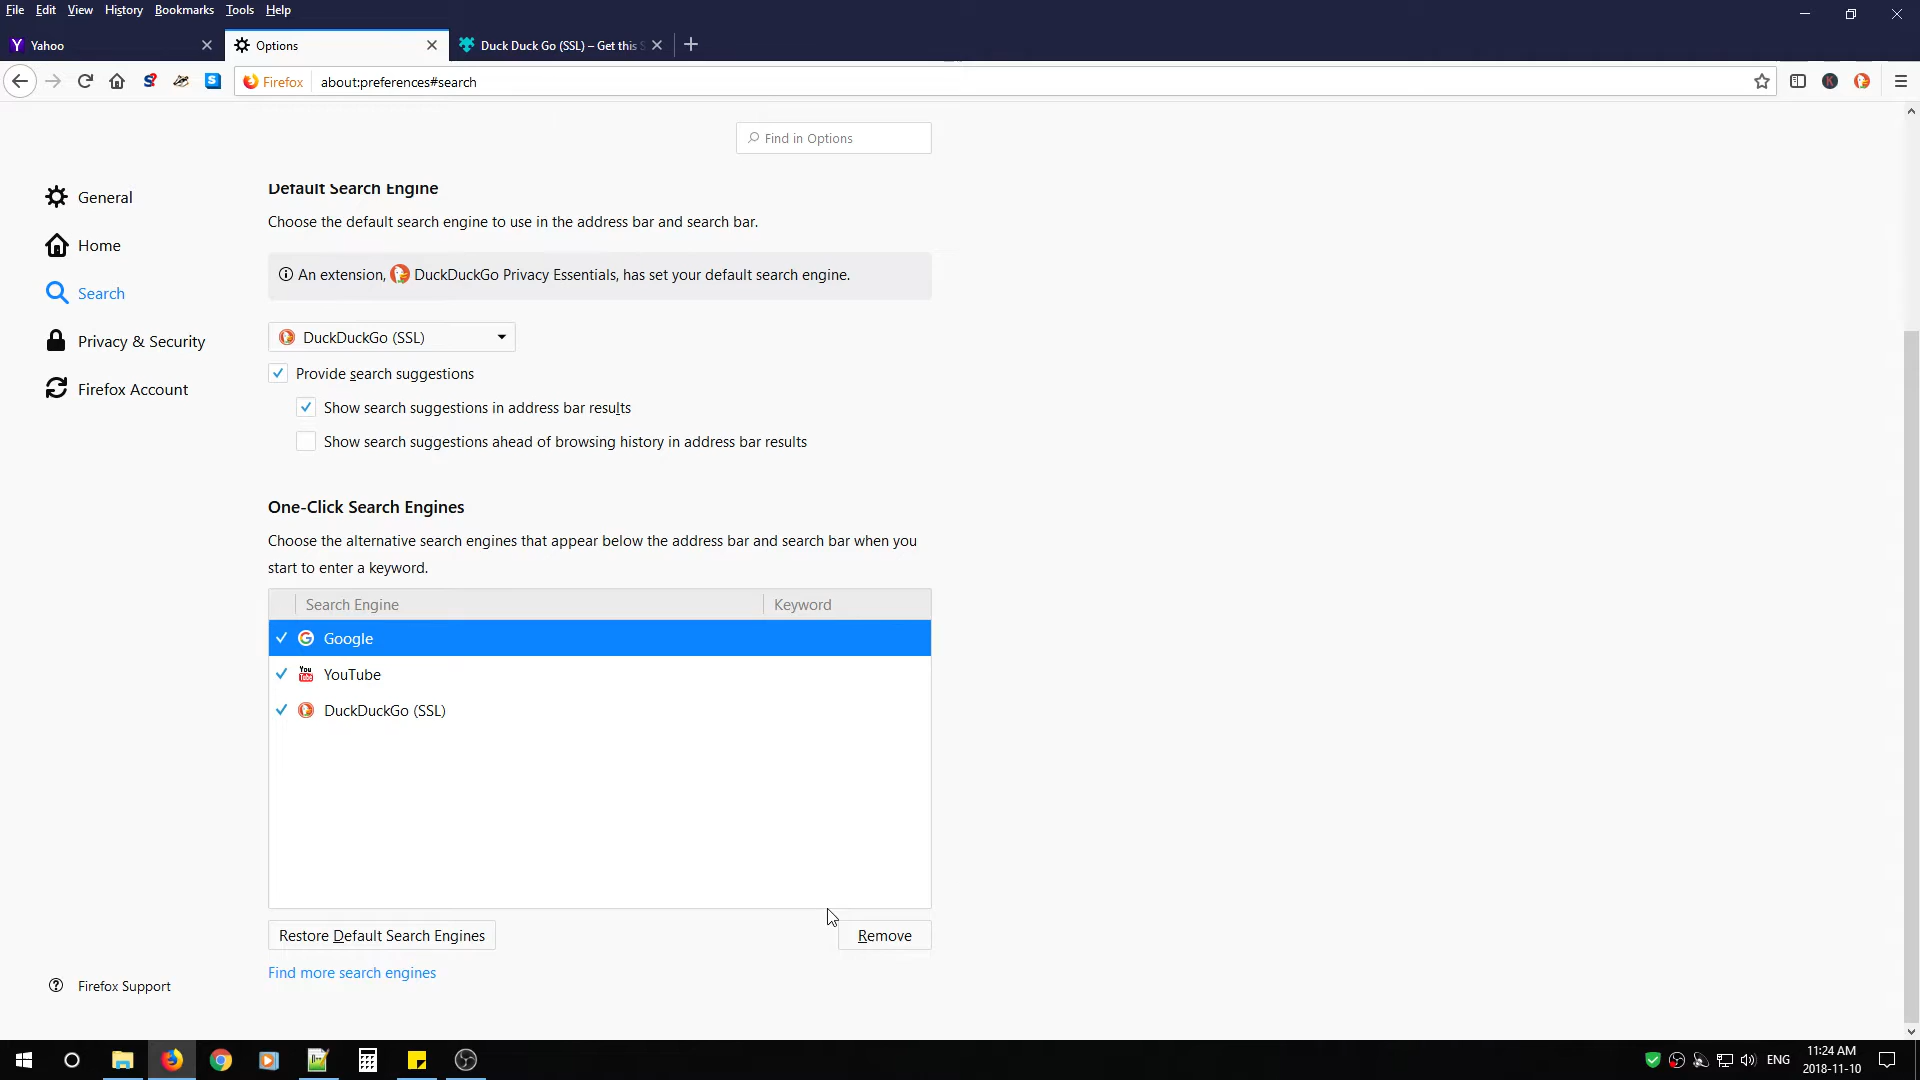 File Edit View History Bookmarks Tools Help
Yahoo
Options
Duck Duck Go (SSL) – Get this S
Firefox
about:preferences#search
Find in Options
General
Home
Search
Privacy & Security
Firefox Account
Default Search Engine
Choose the default search engine to use in the address bar and search bar.
An extension, DuckDuckGo Privacy Essentials, has set your default search engine.
DuckDuckGo (SSL)
Provide search suggestions
Show search suggestions in address bar results
Show search suggestions ahead of browsing history in address bar results
One-Click Search Engines
Choose the alternative search engines that appear below the address bar and search bar when you
start to enter a keyword.
Search Engine Keyword
Google
YouTube
DuckDuckGo (SSL)
Restore Default Search Engines
Remove
Find more search engines
Firefox Support
ENG
11:24 AM
2018-11-10